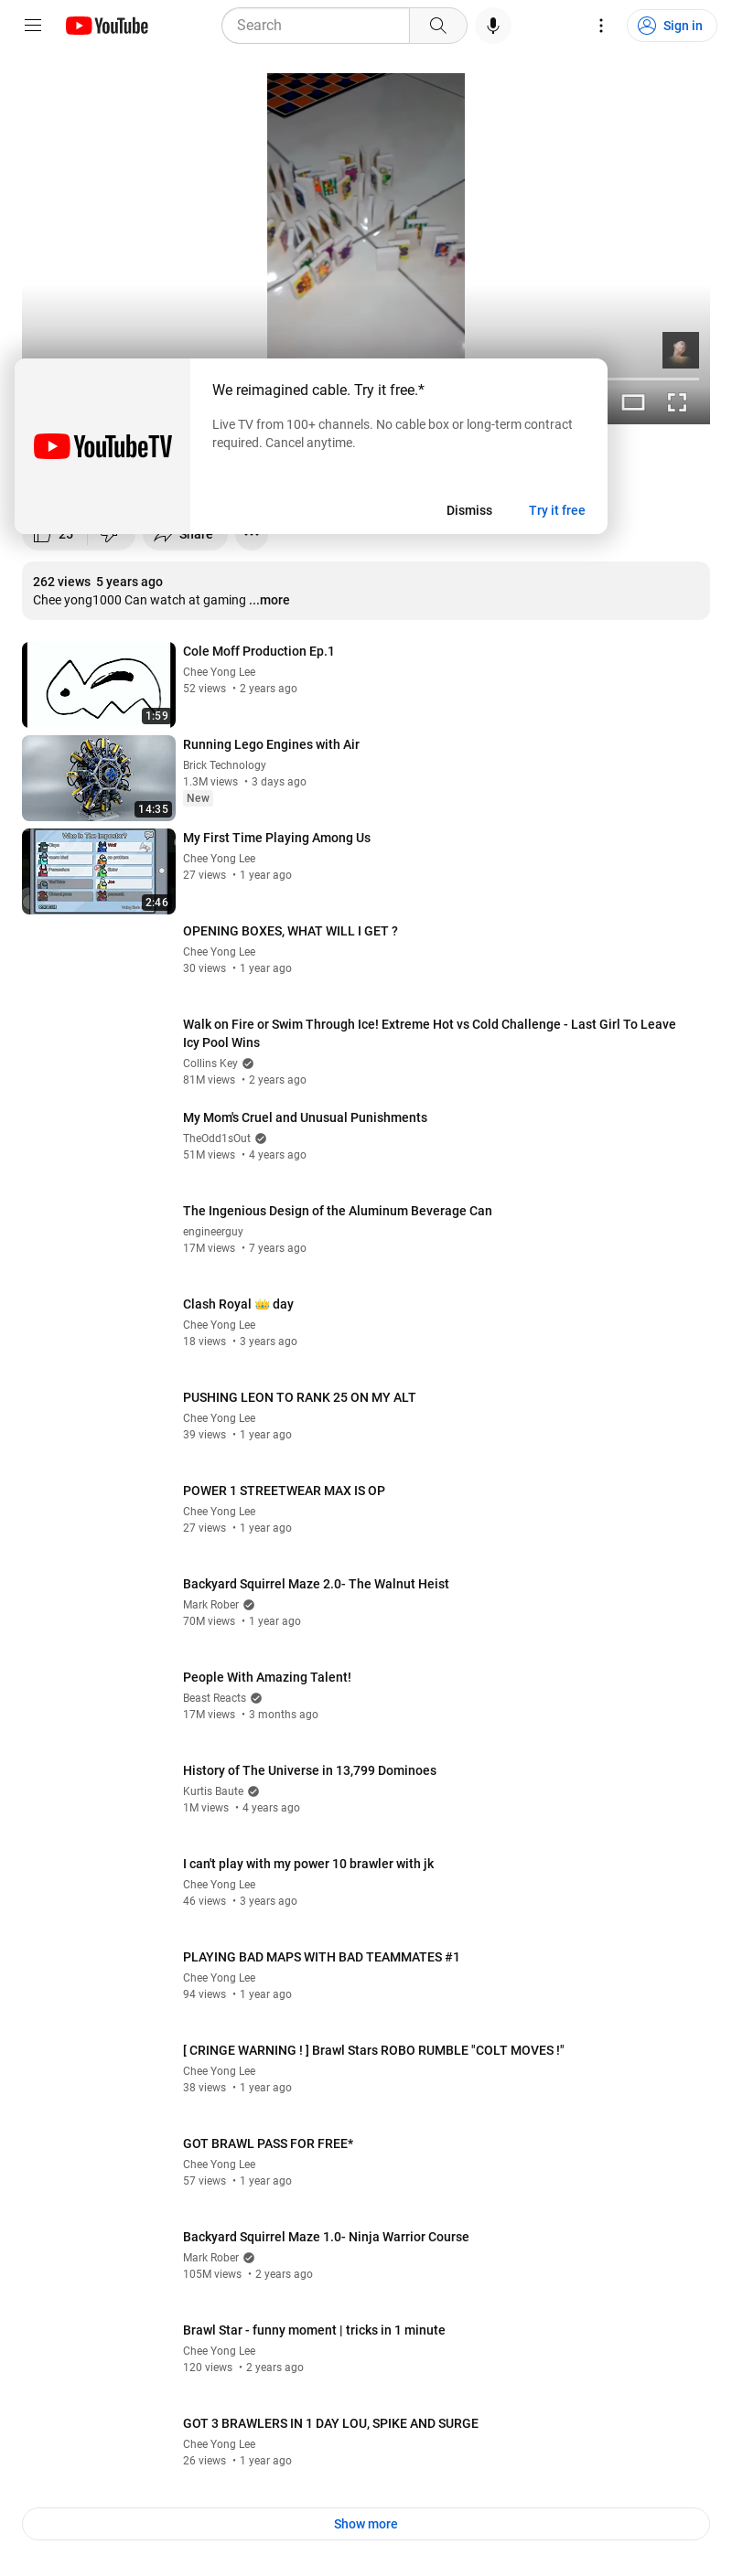 YouTube
Search
Sign in
We reimagined cable. Try it free.*
YouTubeTV
Live TV from 100+ channels. No cable box or long-term contract
required. Cancel anytime.
Dismiss
Try it free
25
Share
262 views 5 years ago
Chee yong1000 Can watch at gaming ...more
Cole Moff Production Ep.1
Chee Yong Lee
52 views • 2 years ago
1:59
Running Lego Engines with Air
Brick Technology
1.3M views • 3 days ago
New
14:35
My First Time Playing Among Us
Chee Yong Lee
27 views • 1 year ago
Who Is The Impostor?
2:46
OPENING BOXES, WHAT WILL I GET ?
Chee Yong Lee
30 views • 1 year ago
Walk on Fire or Swim Through Ice! Extreme Hot vs Cold Challenge - Last Girl To Leave
Icy Pool Wins
Collins Key
81M views • 2 years ago
My Mom's Cruel and Unusual Punishments
TheOdd1sOut
51M views • 4 years ago
The Ingenious Design of the Aluminum Beverage Can
engineerguy
17M views • 7 years ago
Clash Royal 👑 day
Chee Yong Lee
18 views • 3 years ago
PUSHING LEON TO RANK 25 ON MY ALT
Chee Yong Lee
39 views • 1 year ago
POWER 1 STREETWEAR MAX IS OP
Chee Yong Lee
27 views • 1 year ago
Backyard Squirrel Maze 2.0- The Walnut Heist
Mark Rober
70M views • 1 year ago
People With Amazing Talent!
Beast Reacts
17M views • 3 months ago
History of The Universe in 13,799 Dominoes
Kurtis Baute
1M views • 4 years ago
I can't play with my power 10 brawler with jk
Chee Yong Lee
46 views • 3 years ago
PLAYING BAD MAPS WITH BAD TEAMMATES #1
Chee Yong Lee
94 views • 1 year ago
[ CRINGE WARNING ! ] Brawl Stars ROBO RUMBLE "COLT MOVES !"
Chee Yong Lee
38 views • 1 year ago
GOT BRAWL PASS FOR FREE*
Chee Yong Lee
57 views • 1 year ago
Backyard Squirrel Maze 1.0- Ninja Warrior Course
Mark Rober
105M views • 2 years ago
Brawl Star - funny moment | tricks in 1 minute
Chee Yong Lee
120 views • 2 years ago
GOT 3 BRAWLERS IN 1 DAY LOU, SPIKE AND SURGE
Chee Yong Lee
26 views • 1 year ago
Show more